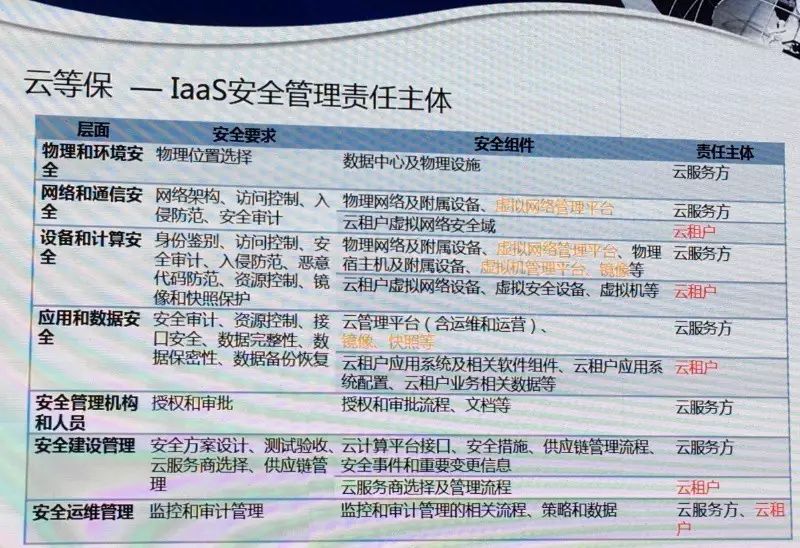 云等保 — IaaS安全管理责任主体
层面 安全要求 安全组件 责任主体
物理和环境安
全
物理位置选择
数据中心及物理设施
云服务方
网络和通信安
全
网络架构、访问控制、入
侵防范、安全审计
物理网络及附属设备、虚拟网络管理平台
云服务方
云租户虚拟网络安全域
云租户
设备和计算安
全
身份鉴别、访问控制、安
全审计、入侵防范、恶意
代码防范、资源控制、镜
像和快照保护
物理网络及附属设备、虚拟网络管理平台、物理
宿主机及附属设备、虚拟机管理平台、镜像等
云服务方
云租户虚拟网络设备、虚拟安全设备、虚拟机等
云租户
应用和数据安
全
安全审计、资源控制、接
口安全、数据完整性、数
据保密性、数据备份恢复
云管理平台（含运维和运营）、
镜像、快照等
云服务方
云租户应用系统及相关软件组件、云租户应用系
统配置、云租户业务相关数据等
云租户
安全管理机构
和人员
授权和审批
授权和审批流程、文档等
云服务方
安全建设管理
安全方案设计、测试验收、
云服务商选择、供应链管
理
云计算平台接口、安全措施、供应链管理流程、
安全事件和重要变更信息
云服务方
云服务商选择及管理流程
云租户
安全运维管理
监控和审计管理
监控和审计管理的相关流程、策略和数据
云服务方、云租
户